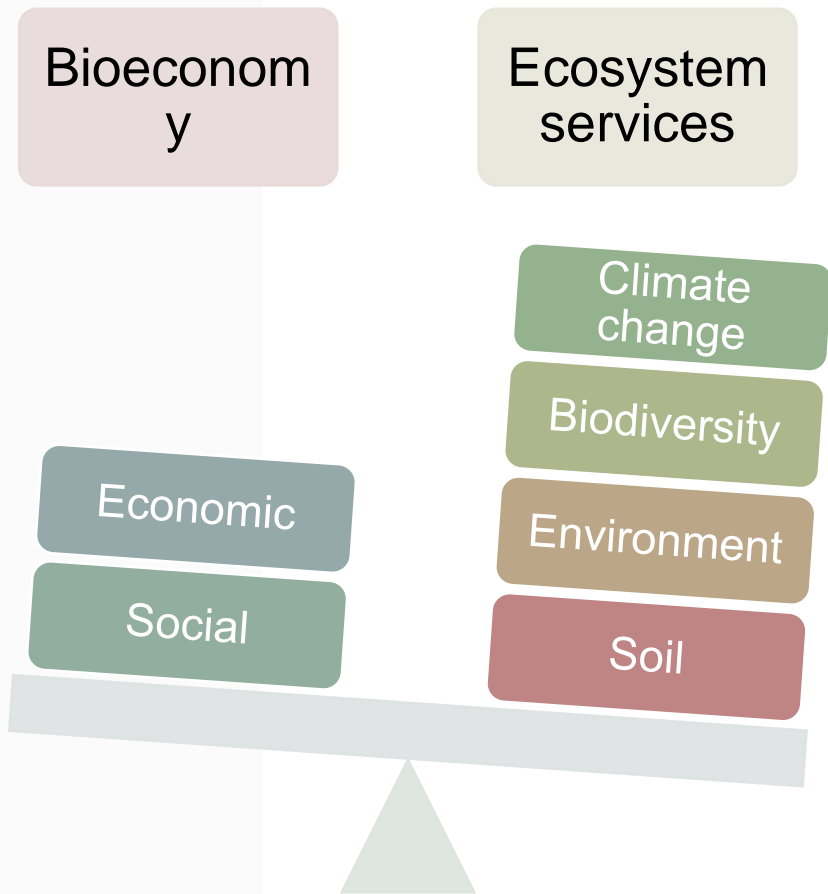 Bioeconom
y
Ecosystem
services
Climate
change
Biodiversity
Economic
Environment
Social
Soil